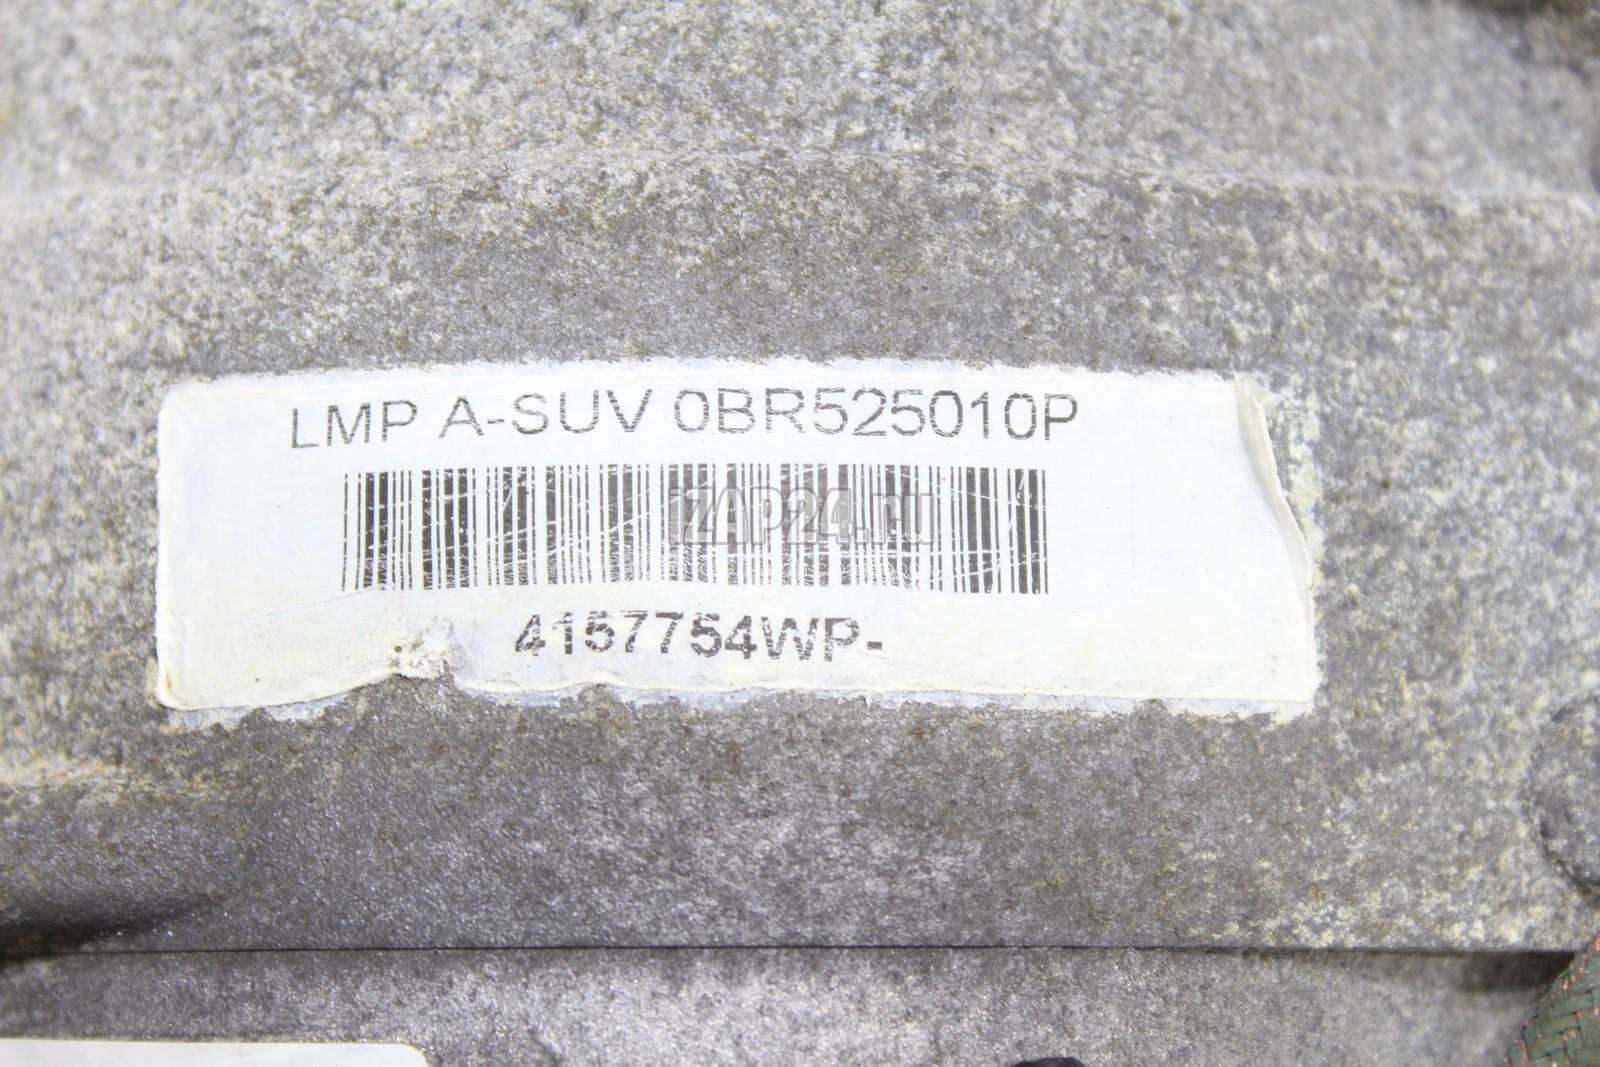 LMP A-SUV 0BR525010P
iZAP24.ru
4157754WP-